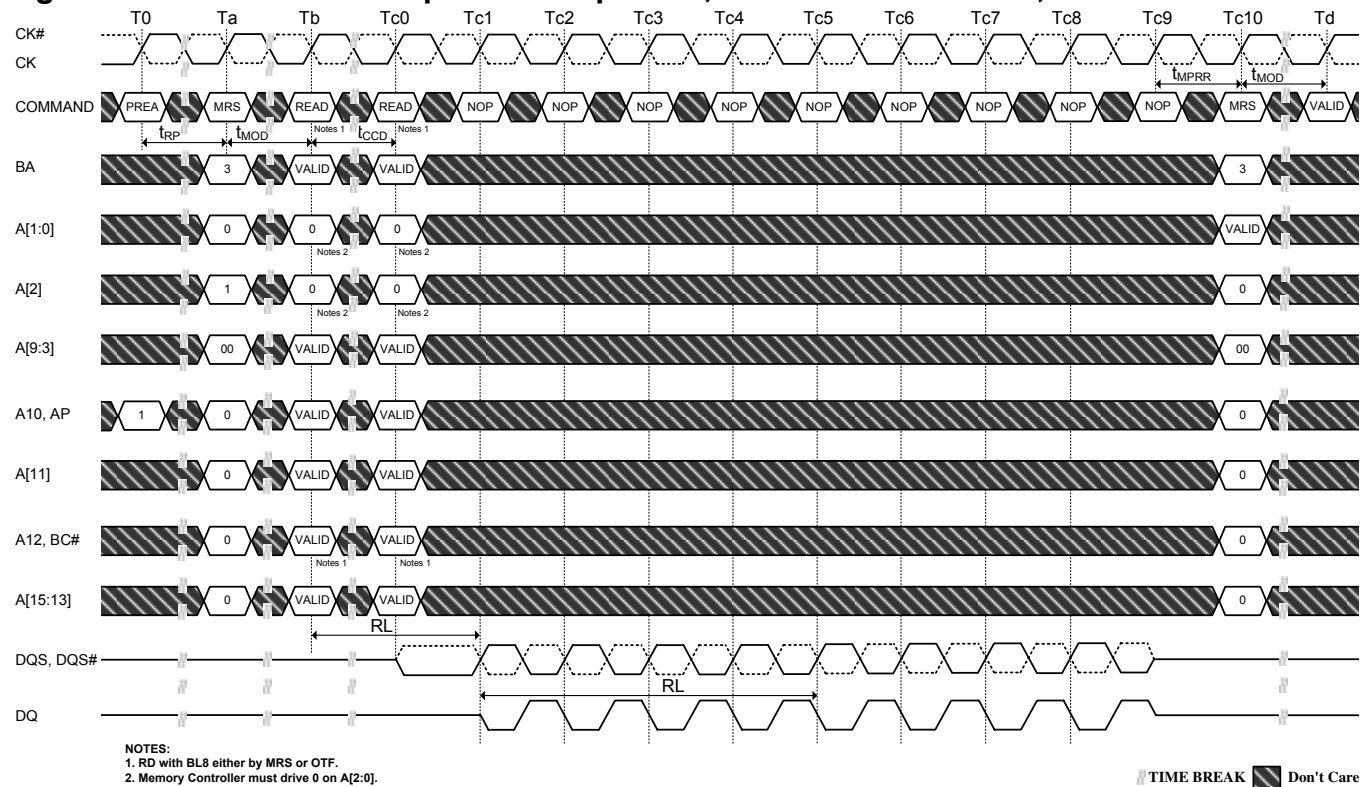 T0 Ta Tb Tc0 Tc1 Tc2 Tc3 Tc4 Tc5 Tc6 Tc7 Tc8 Tc9 Tc10 Td
CK#
CK
tMPRR tMOD
COMMAND PREA MRS READ READ NOP NOP NOP NOP NOP NOP NOP NOP NOP MRS VALID
Notes 1 Notes 1
tRP tMOD tCCD
BA 3 VALID VALID 3
A[1:0] 0 0 0 VALID
Notes 2 Notes 2
A[2] 1 0 0 0
Notes 2 Notes 2
A[9:3] 00 VALID VALID 00
A10, AP 1 0 VALID VALID 0
A[11] 0 VALID VALID 0
A12, BC# 0 VALID VALID 0
Notes 1 Notes 1
A[15:13] 0 VALID VALID 0
RL
DQS, DQS#
RL
DQ
NOTES:
1. RD with BL8 either by MRS or OTF.
2. Memory Controller must drive 0 on A[2:0].
TIME BREAK Don't Care